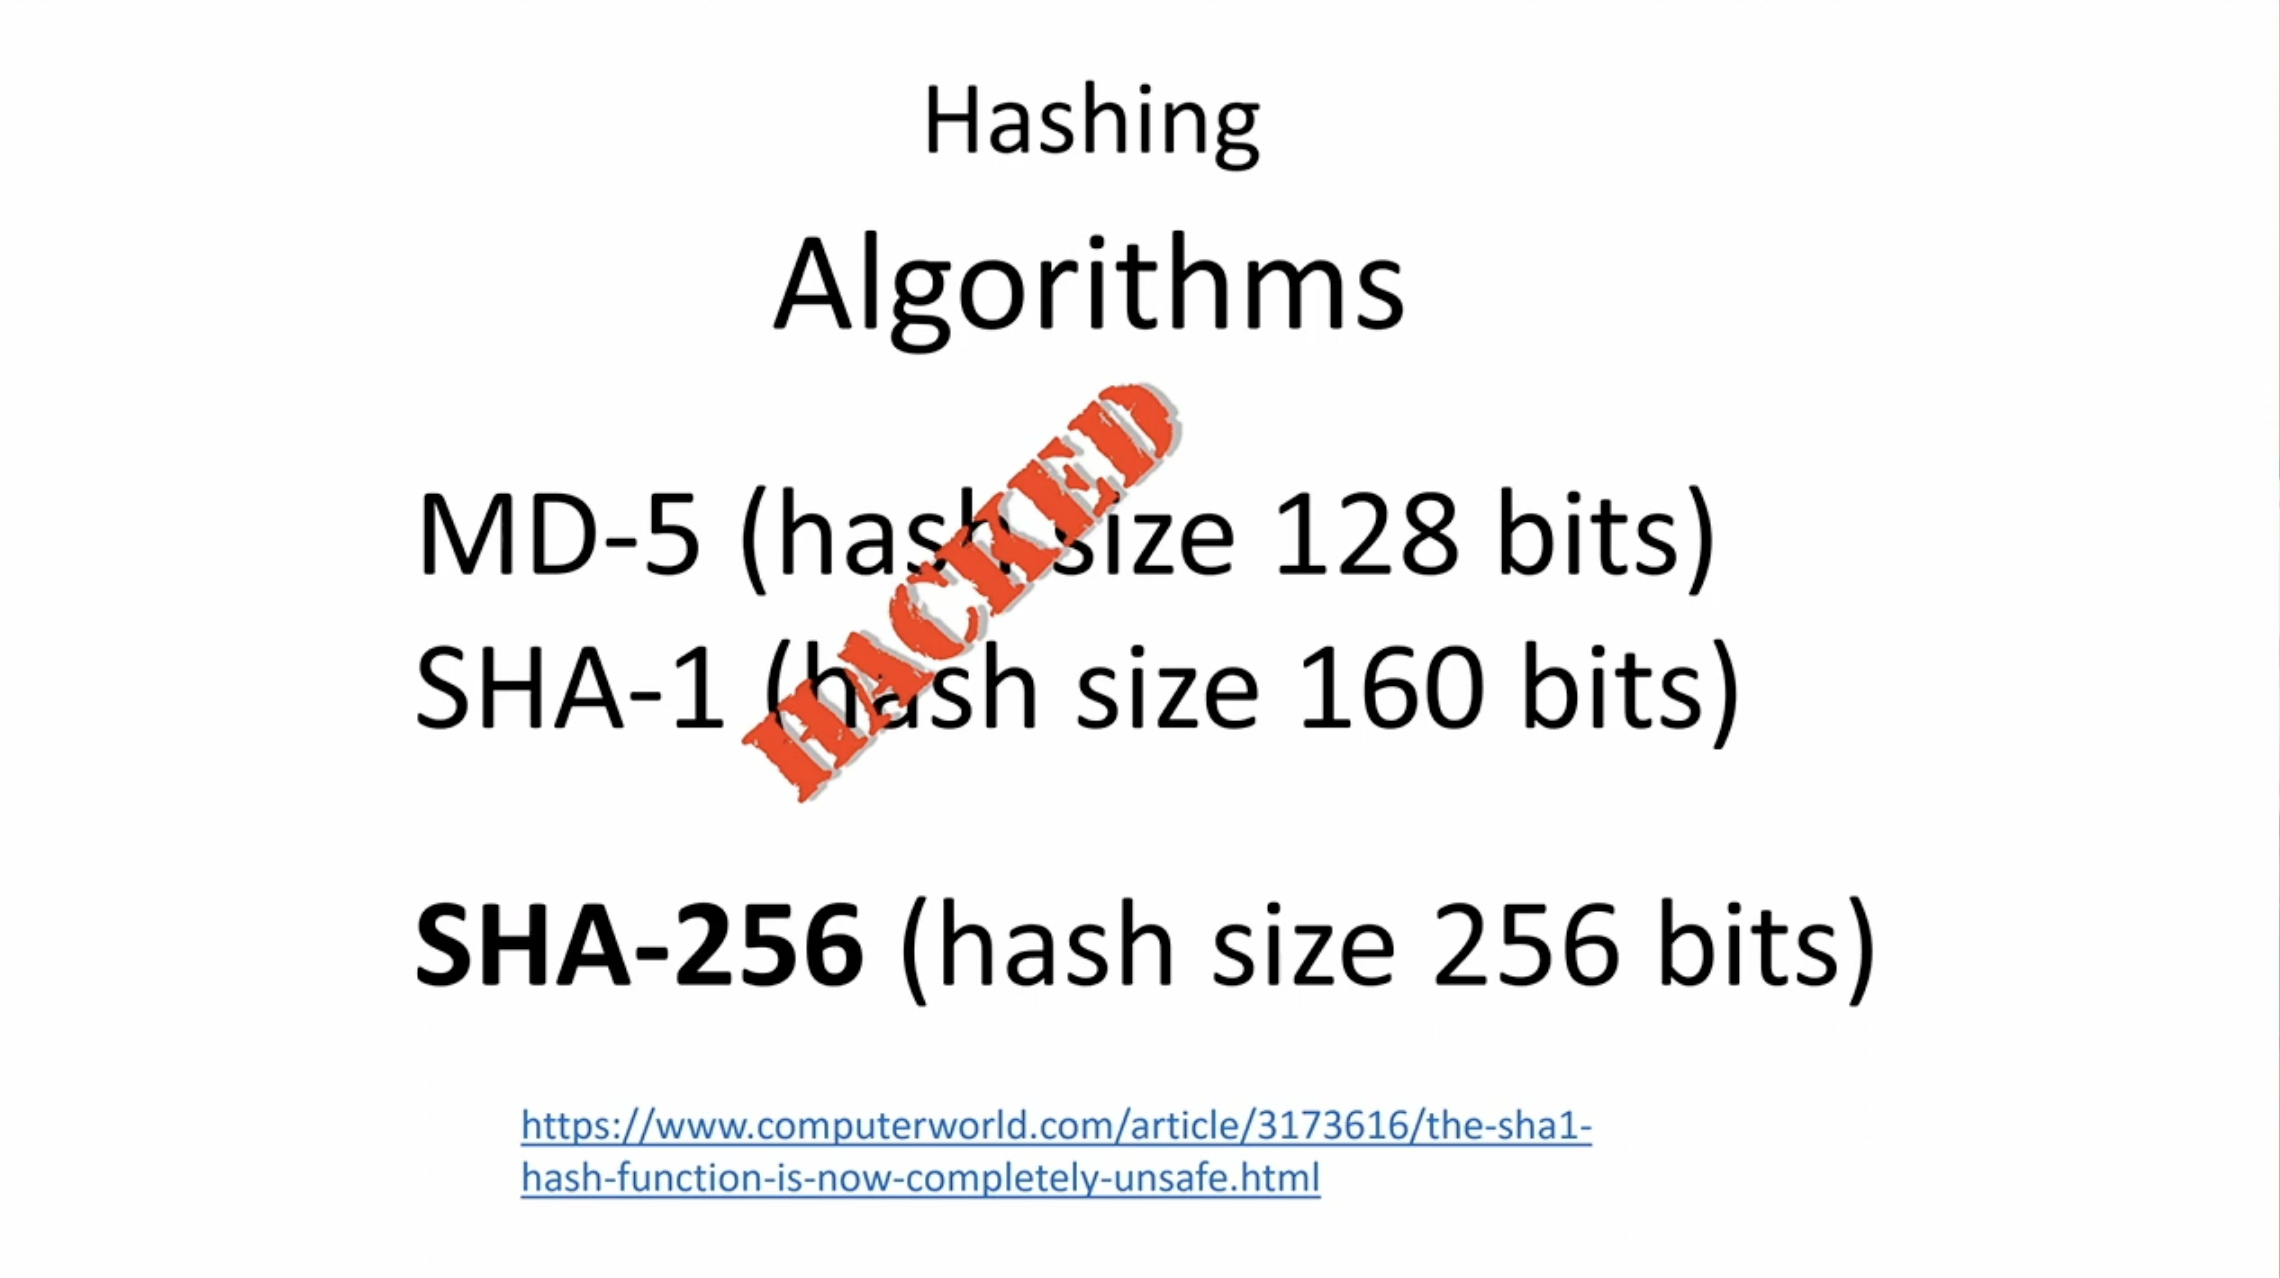 Hashing
Algorithms
HACKED
MD-5 (hash size 128 bits)
SHA-1 (hash size 160 bits)
SHA-256 (hash size 256 bits)
https://www.computerworld.com/article/3173616/the-sha1-
hash-function-is-now-completely-unsafe.html